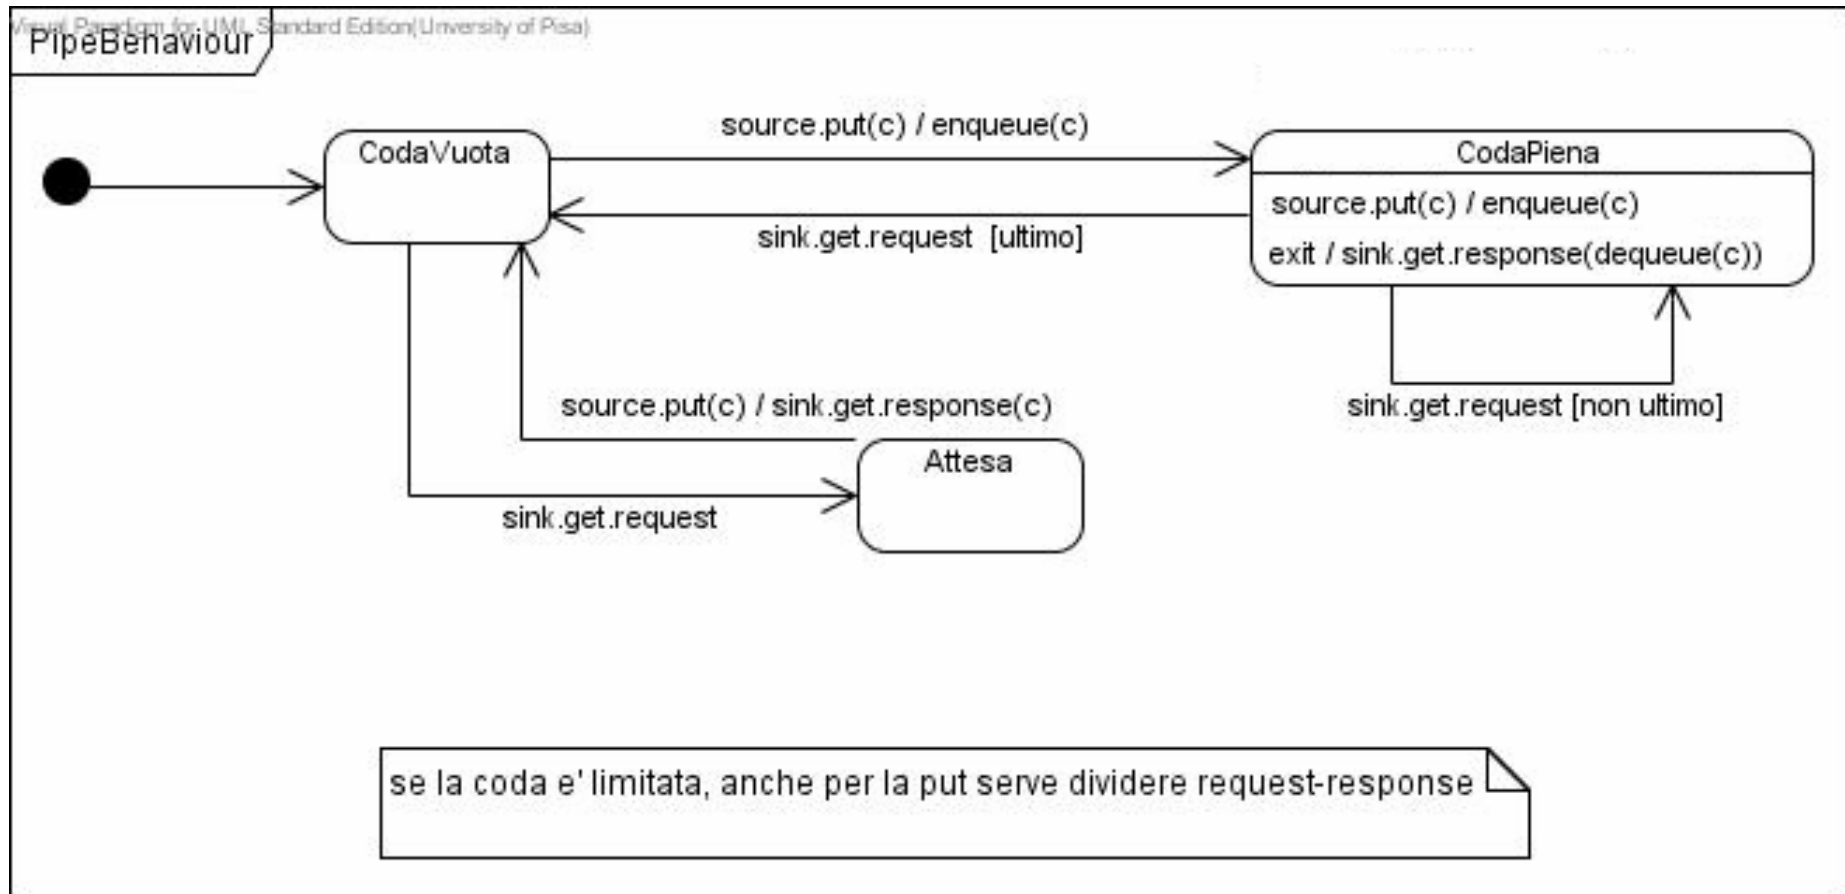 Visual Paradigm for UML Standard Edition(Unversity of Pisa)
PipeBehaviour
source.put(c) / enqueue(c)
CodaVuota
CodaPiena
source.put(c) / enqueue(c)
sink.get.request [ultimo]
exit / sink.get.response(dequeue(c))
source.put(c) / sink.get.response(c)
sink.get.request [non ultimo]
Attesa
sink.get.request
se la coda e' limitata, anche per la put serve dividere request-response